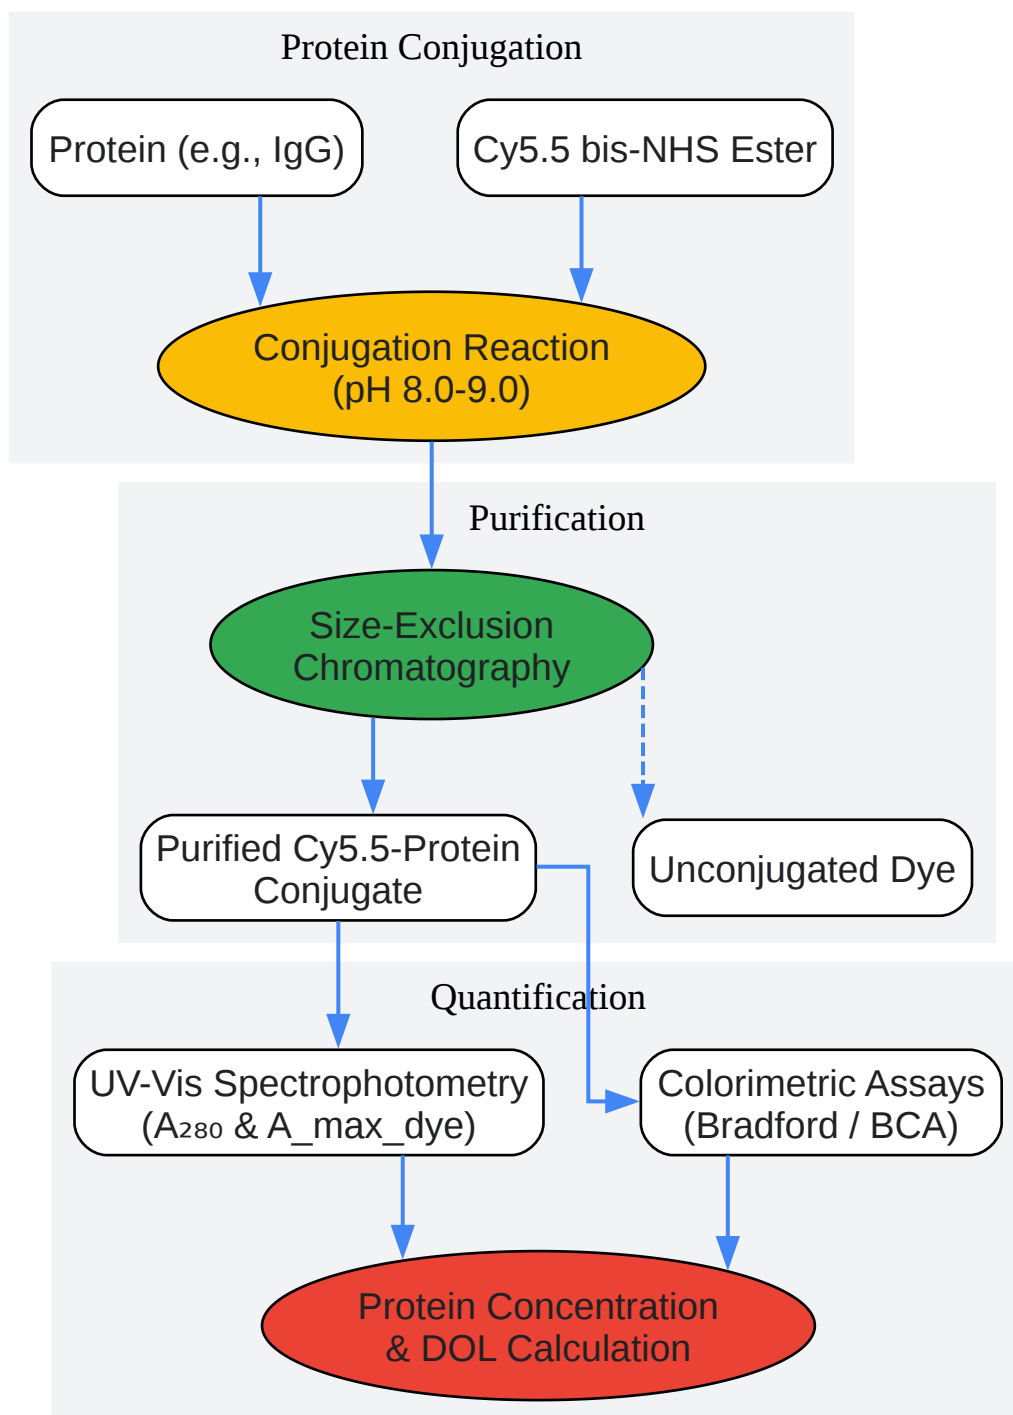 Protein Conjugation
Protein (e.g., IgG)
Cy5.5 bis-NHS Ester
Conjugation Reaction
(pH 8.0-9.0)
Purification
Size-Exclusion
Chromatography
Purified Cy5.5-Protein
Conjugate
Unconjugated Dye
Quantification
UV-Vis Spectrophotometry
(A₂₈₀ & A_max_dye)
Colorimetric Assays
(Bradford / BCA)
Protein Concentration
& DOL Calculation